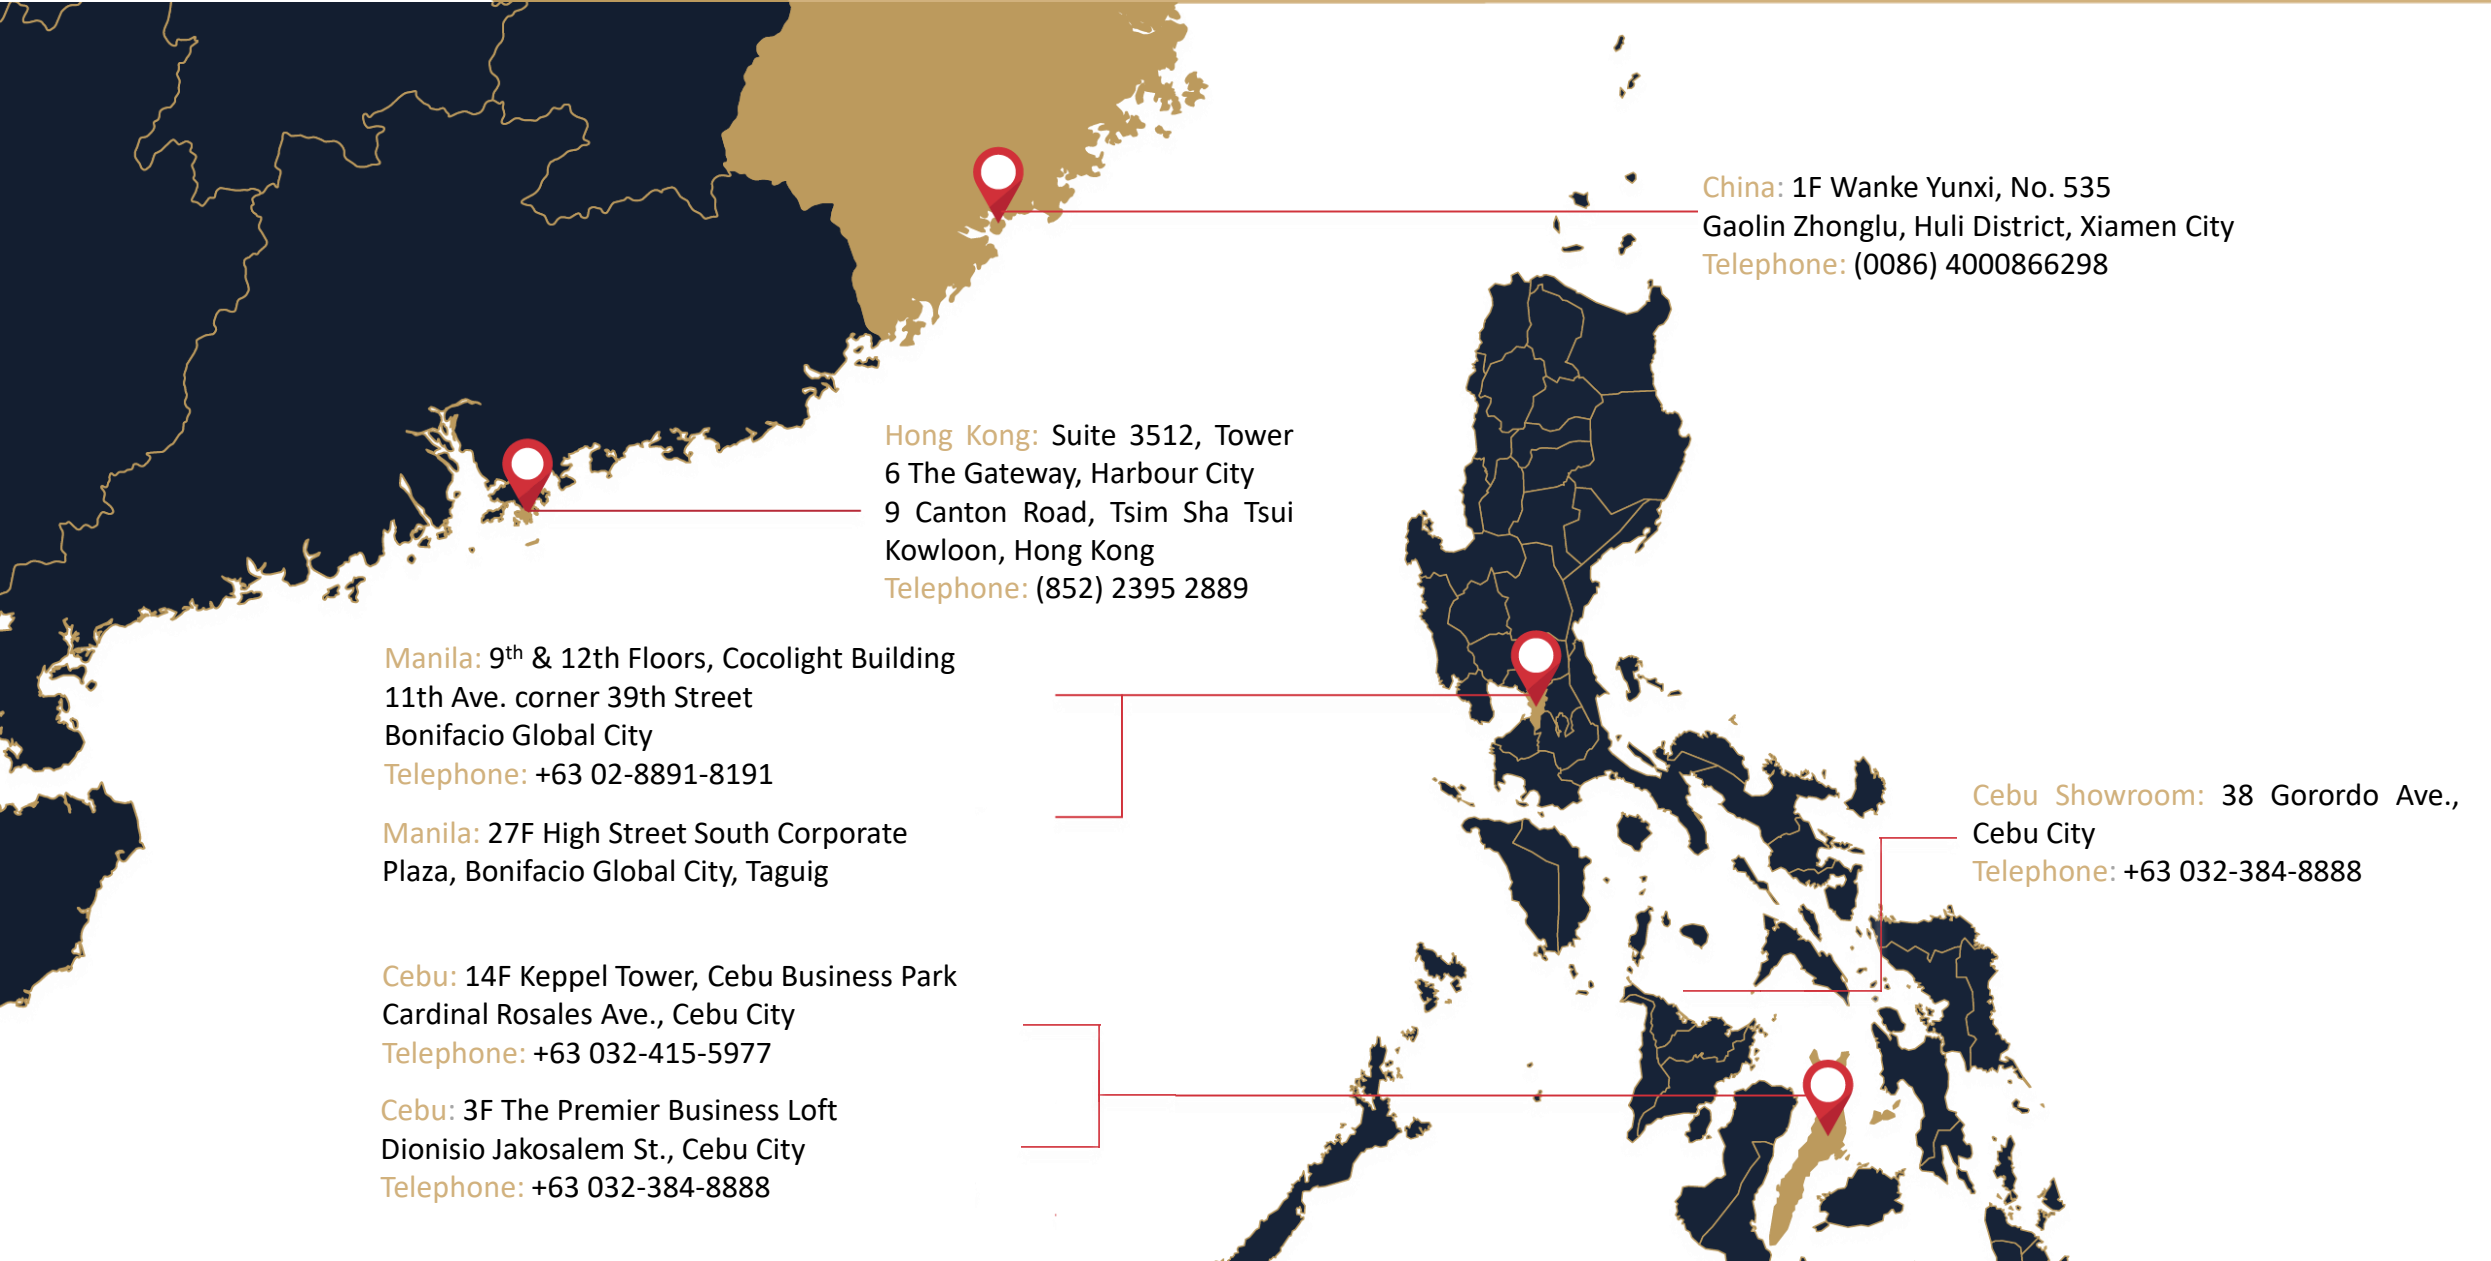 China: 1F Wanke Yunxi, No. 535
Gaolin Zhonglu, Huli District, Xiamen City
Telephone: (0086) 4000866298
Hong Kong: Suite 3512, Tower
6 The Gateway, Harbour City
9 Canton Road, Tsim Sha Tsui
Kowloon, Hong Kong
Telephone: (852) 2395 2889
Manila: 9th & 12th Floors, Cocolight Building
11th Ave. corner 39th Street
Bonifacio Global City
Telephone: +63 02-8891-8191
Manila: 27F High Street South Corporate
Plaza, Bonifacio Global City, Taguig
Cebu Showroom: 38 Gorordo Ave.,
Cebu City
Telephone: +63 032-384-8888
Cebu: 14F Keppel Tower, Cebu Business Park
Cardinal Rosales Ave., Cebu City
Telephone: +63 032-415-5977
Cebu: 3F The Premier Business Loft
Dionisio Jakosalem St., Cebu City
Telephone: +63 032-384-8888